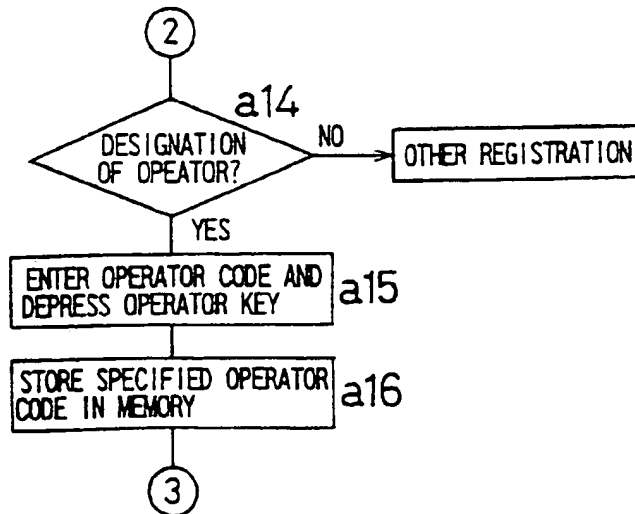 2
a14
DESIGNATION
OF OPEATOR?
NO
OTHER REGISTRATION
YES
ENTER OPERATOR CODE AND
DEPRESS OPERATOR KEY
a15
STORE SPECIFIED OPERATOR
CODE IN MEMORY
a16
3